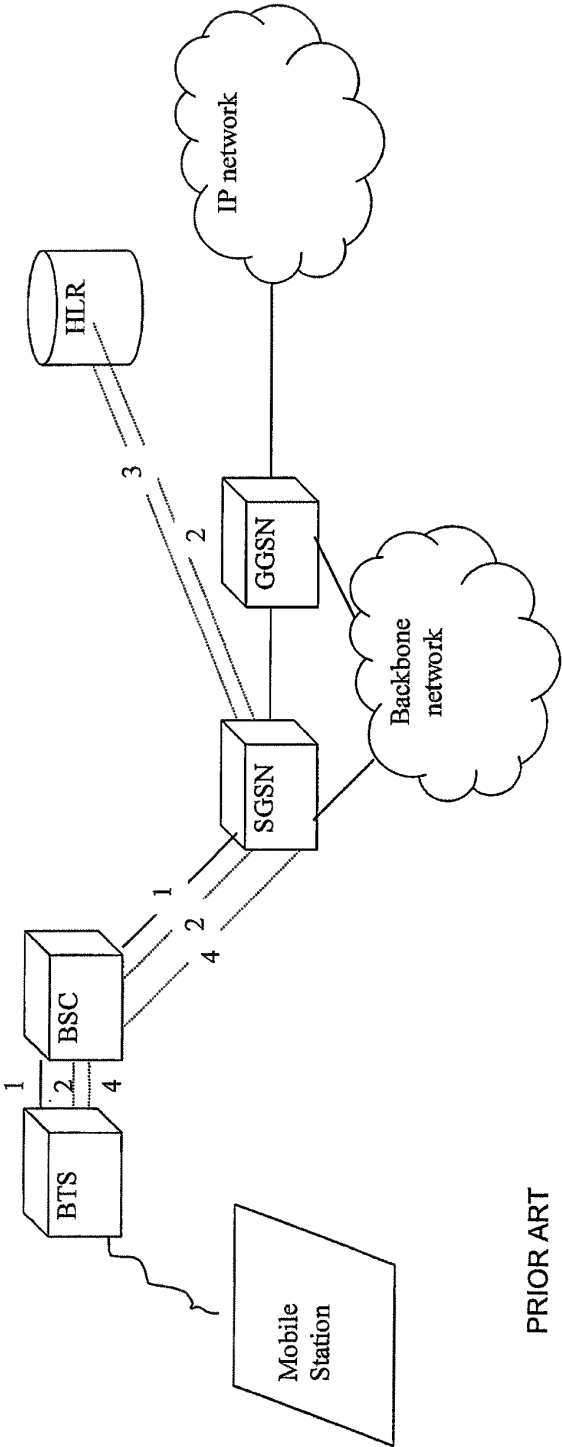 HLR
IP network
3
2
GGSN
Backbone
network
SGSN
1
2
4
BSC
1
2
4
BTS
Mobile
Station
PRIOR ART